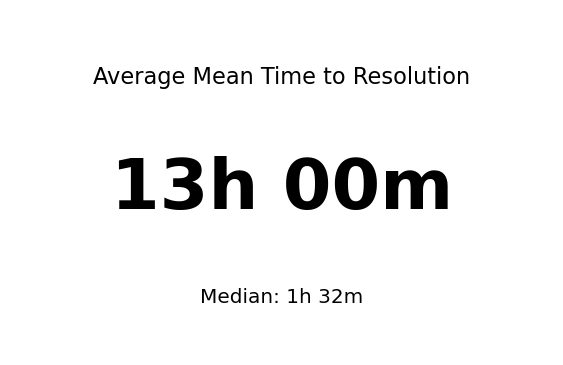 Average Mean Time to Resolution
13h 00m
Median: 1h 32m